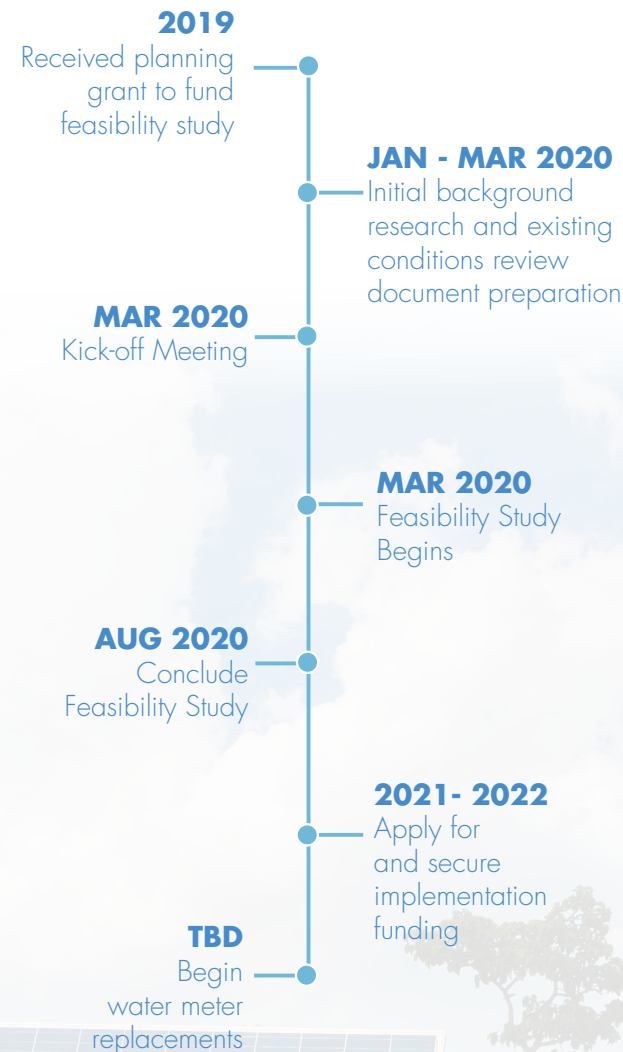 2019
Received planning
grant to fund
feasibility study
JAN - MAR 2020
Initial background
research and existing
conditions review
document preparation
MAR 2020
Kick-off Meeting
MAR 2020
Feasibility Study
Begins
AUG 2020
Conclude
Feasibility Study
2021- 2022
Apply for
and secure
implementation
funding
TBD
Begin
water meter
replacements